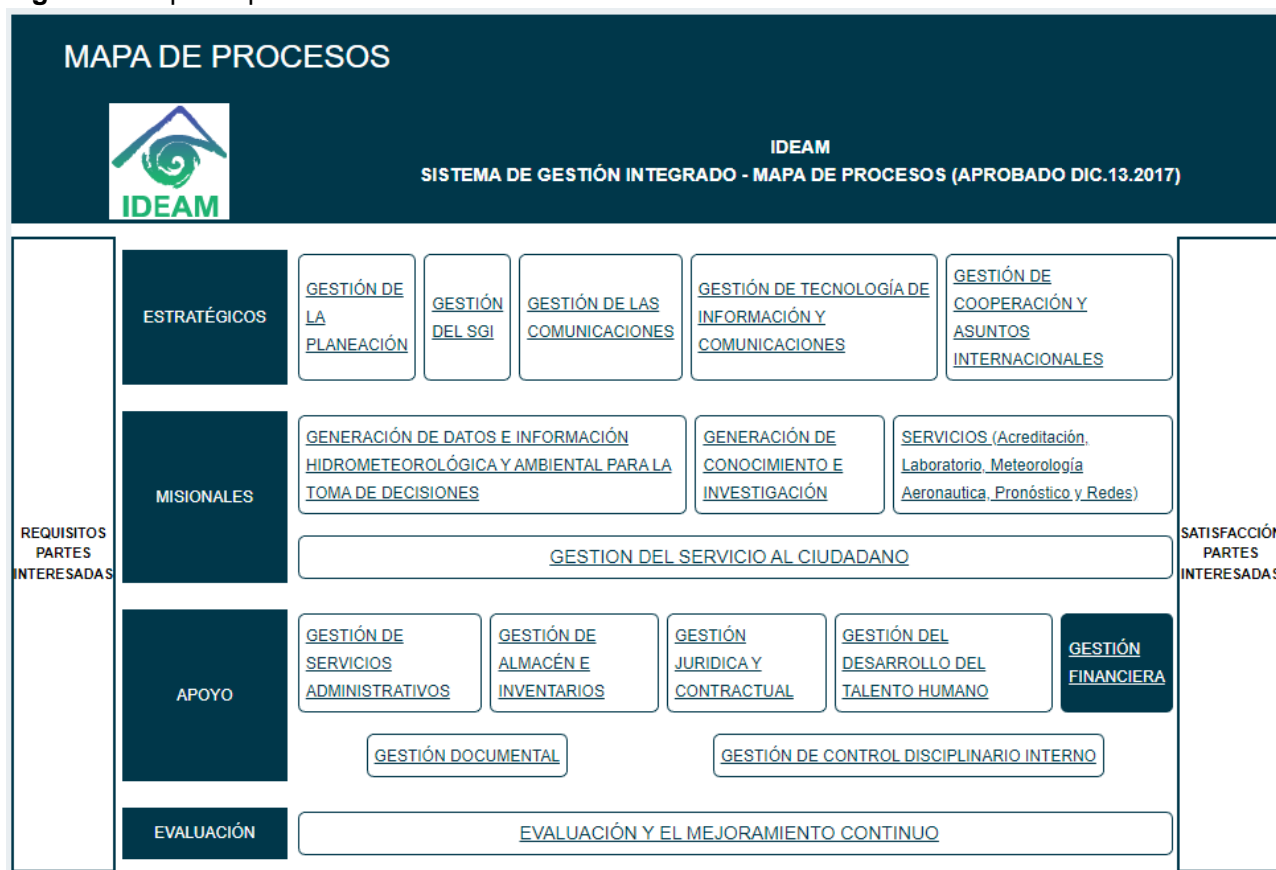 MAPA DE PROCESOS
IDEAM
IDEAM
SISTEMA DE GESTIÓN INTEGRADO - MAPA DE PROCESOS (APROBADO DIC.13.2017)
REQUISITOS
PARTES
INTERESADAS
ESTRATÉGICOS
GESTIÓN DE
LA
PLANEACIÓN
GESTIÓN
DEL SGI
GESTIÓN DE LAS
COMUNICACIONES
GESTIÓN DE TECNOLOGÍA DE
INFORMACIÓN Y
COMUNICACIONES
GESTIÓN DE
COOPERACIÓN Y
ASUNTOS
INTERNACIONALES
MISIONALES
GENERACIÓN DE DATOS E INFORMACIÓN
HIDROMETEOROLÓGICA Y AMBIENTAL PARA LA
TOMA DE DECISIONES
GENERACIÓN DE
CONOCIMIENTO E
INVESTIGACIÓN
SERVICIOS (Acreditación,
Laboratorio, Meteorología
Aeronautica, Pronóstico y Redes)
GESTION DEL SERVICIO AL CIUDADANO
APOYO
GESTIÓN DE
SERVICIOS
ADMINISTRATIVOS
GESTIÓN DE
ALMACÉN E
INVENTARIOS
GESTIÓN
JURIDICA Y
CONTRACTUAL
GESTIÓN DEL
DESARROLLO DEL
TALENTO HUMANO
GESTIÓN
FINANCIERA
GESTIÓN DOCUMENTAL
GESTIÓN DE CONTROL DISCIPLINARIO INTERNO
EVALUACIÓN
EVALUACIÓN Y EL MEJORAMIENTO CONTINUO
SATISFACCIÓN
PARTES
INTERESADAS